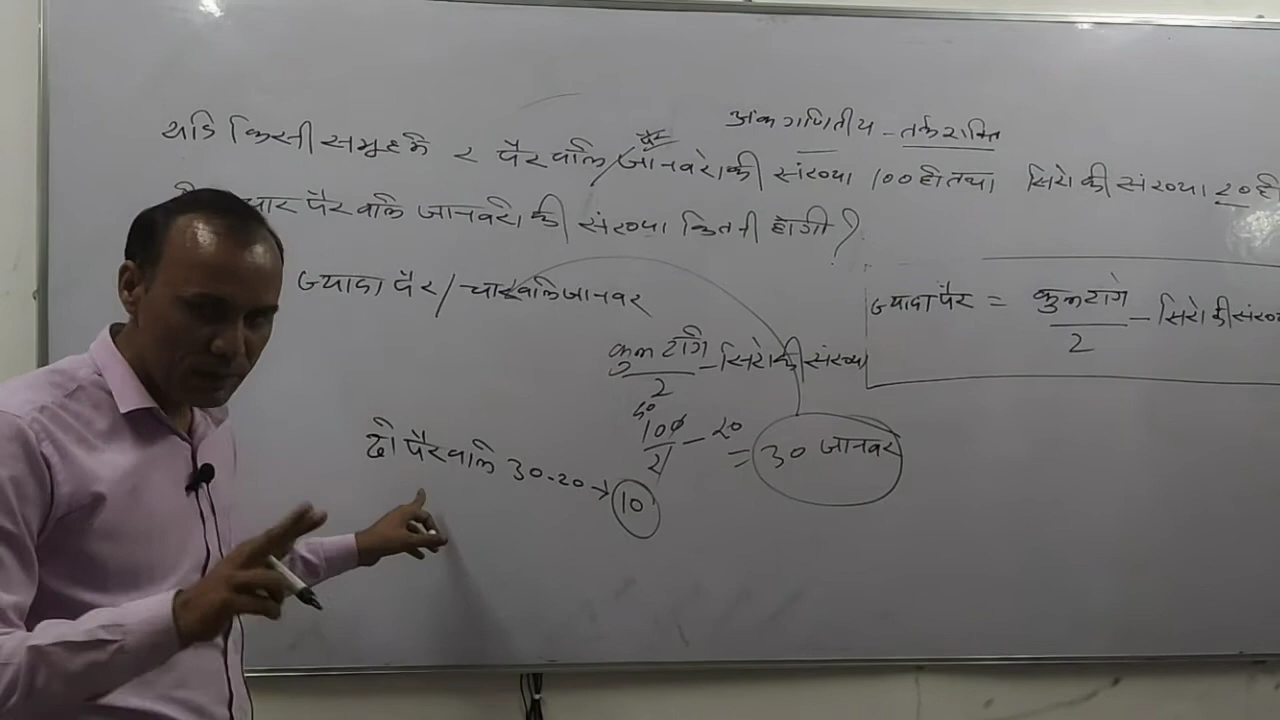 अंकगणितीय - तर्कशक्ति
यदि किसी समूह में 2 पैर वाले / जानवरो की संख्या 100 हो तथा सिरो की संख्या 20 हो
चार पैर वाले जानवरो की संख्या कितनी होगी?
ज्यादा पैर / चार वाले जानवर
ज्यादा पैर = कुल टांगे / 2 - सिरो की संख्या
कुल टांगे / 2 - सिरो की संख्या
50
100 / 2 - 20 = 30 जानवर
दो पैर वाले 30-20 → 10